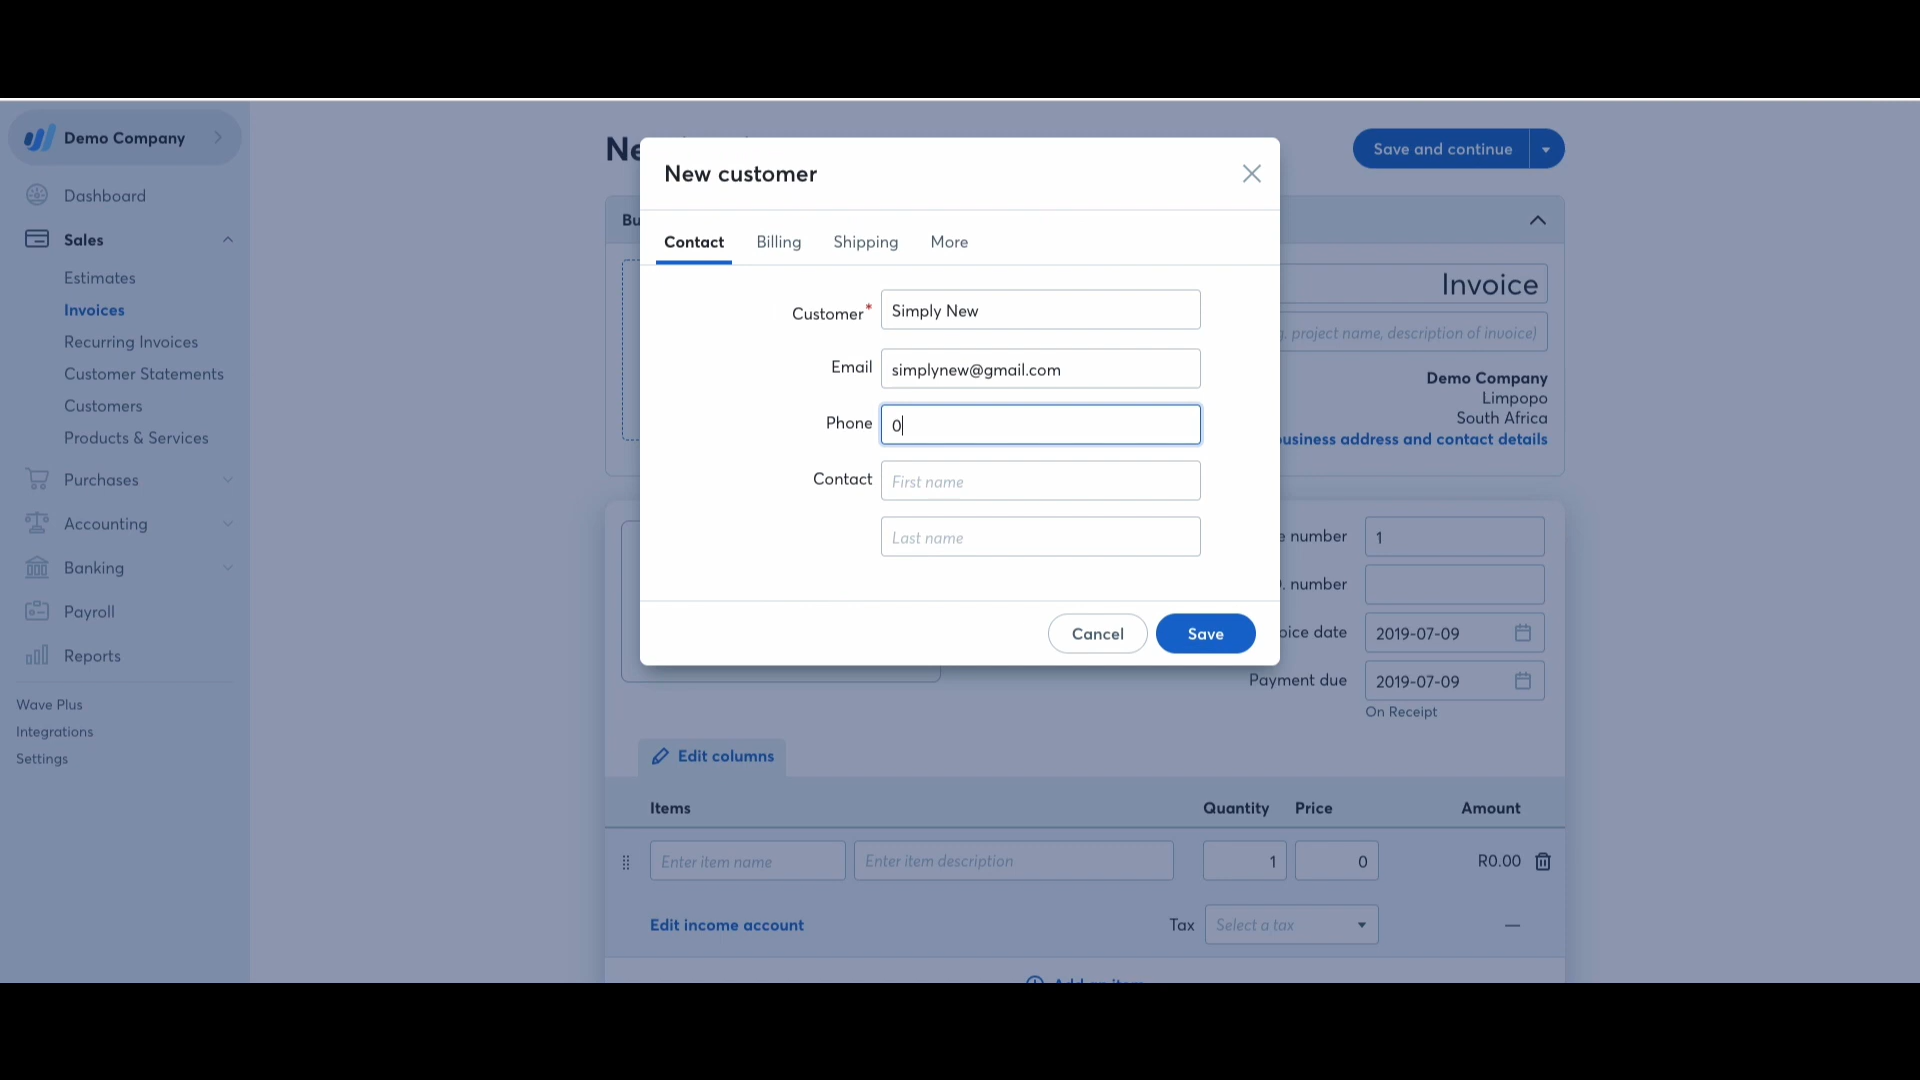 Demo Company
Dashboard
Sales
Estimates
Invoices
Recurring Invoices
Customer Statements
Customers
Products & Services
Purchases
Accounting
Banking
Payroll
Reports
Wave Plus
Integrations
Settings
Save and continue
New customer
Contact Billing Shipping More
Customer* Simply New
Email simplynew@gmail.com
Phone 0
Contact First name
Last name
Cancel Save
Invoice
project name, description of invoice)
Demo Company
Limpopo
South Africa
address and contact details
number 1
number
date 2019-07-09
Payment due 2019-07-09
On Receipt
Edit columns
Items Quantity Price Amount
Enter item name Enter item description 1 0 R0.00
Edit income account Tax Select a tax —